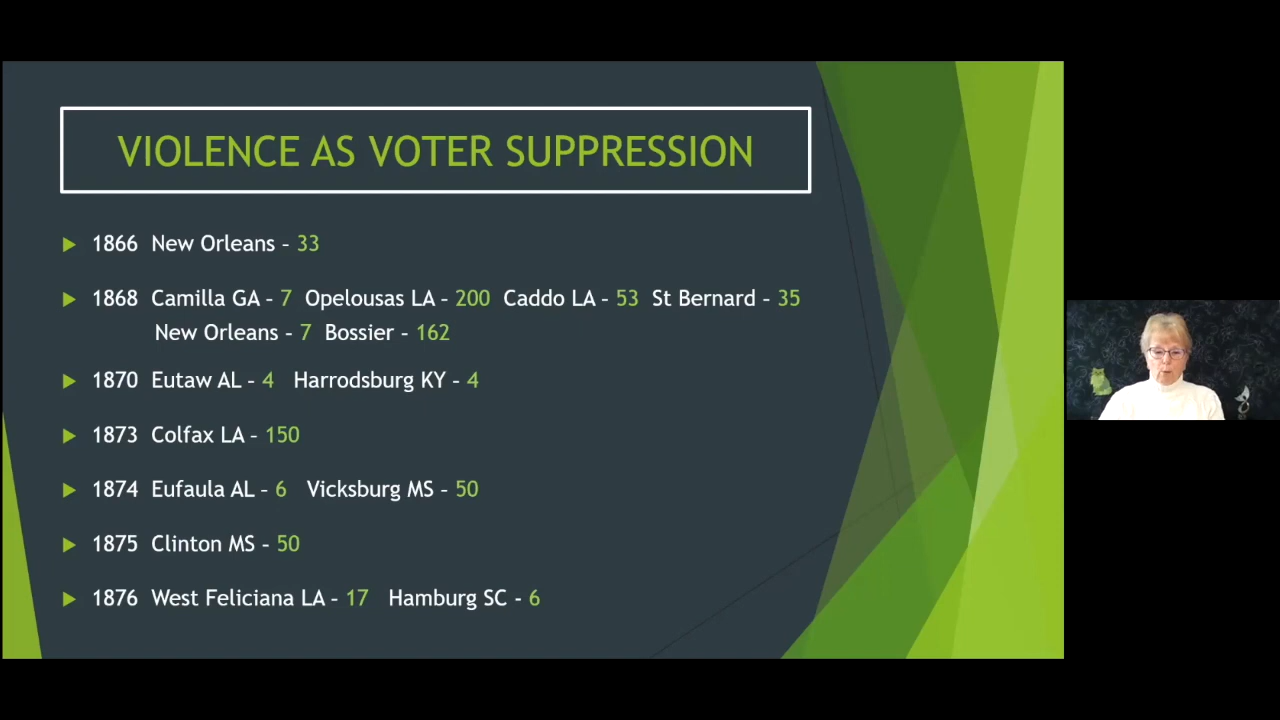 VIOLENCE AS VOTER SUPPRESSION
1866 New Orleans – 33
1868 Camilla GA – 7 Opelousas LA – 200 Caddo LA – 53 St Bernard – 35
New Orleans – 7 Bossier – 162
1870 Eutaw AL – 4 Harrodsburg KY – 4
1873 Colfax LA – 150
1874 Eufaula AL – 6 Vicksburg MS – 50
1875 Clinton MS – 50
1876 West Feliciana LA – 17 Hamburg SC - 6